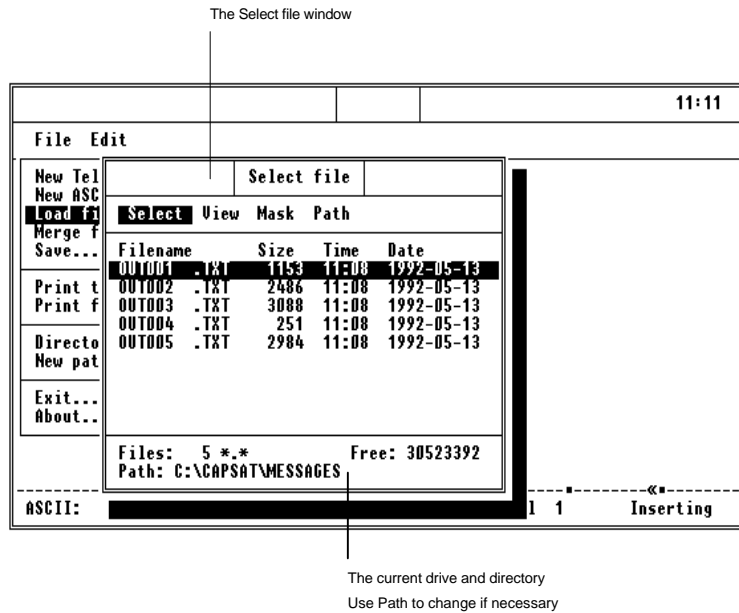 The Select file window
11:11
File Edit
New Tel
New ASC
Load fi
Merge f
Save...
Print t
Print f
Directo
New pat
Exit...
About..
Select file
Select View Mask Path
Filename Size Time Date
OUT001 .TXT 1153 11:08 1992-05-13
OUT002 .TXT 2486 11:08 1992-05-13
OUT003 .TXT 3088 11:08 1992-05-13
OUT004 .TXT 251 11:08 1992-05-13
OUT005 .TXT 2984 11:08 1992-05-13
Files: 5 *.* Free: 30523392
Path: C:\CAPSAT\MESSAGES
ASCII: l 1 Inserting
The current drive and directory
Use Path to change if necessary